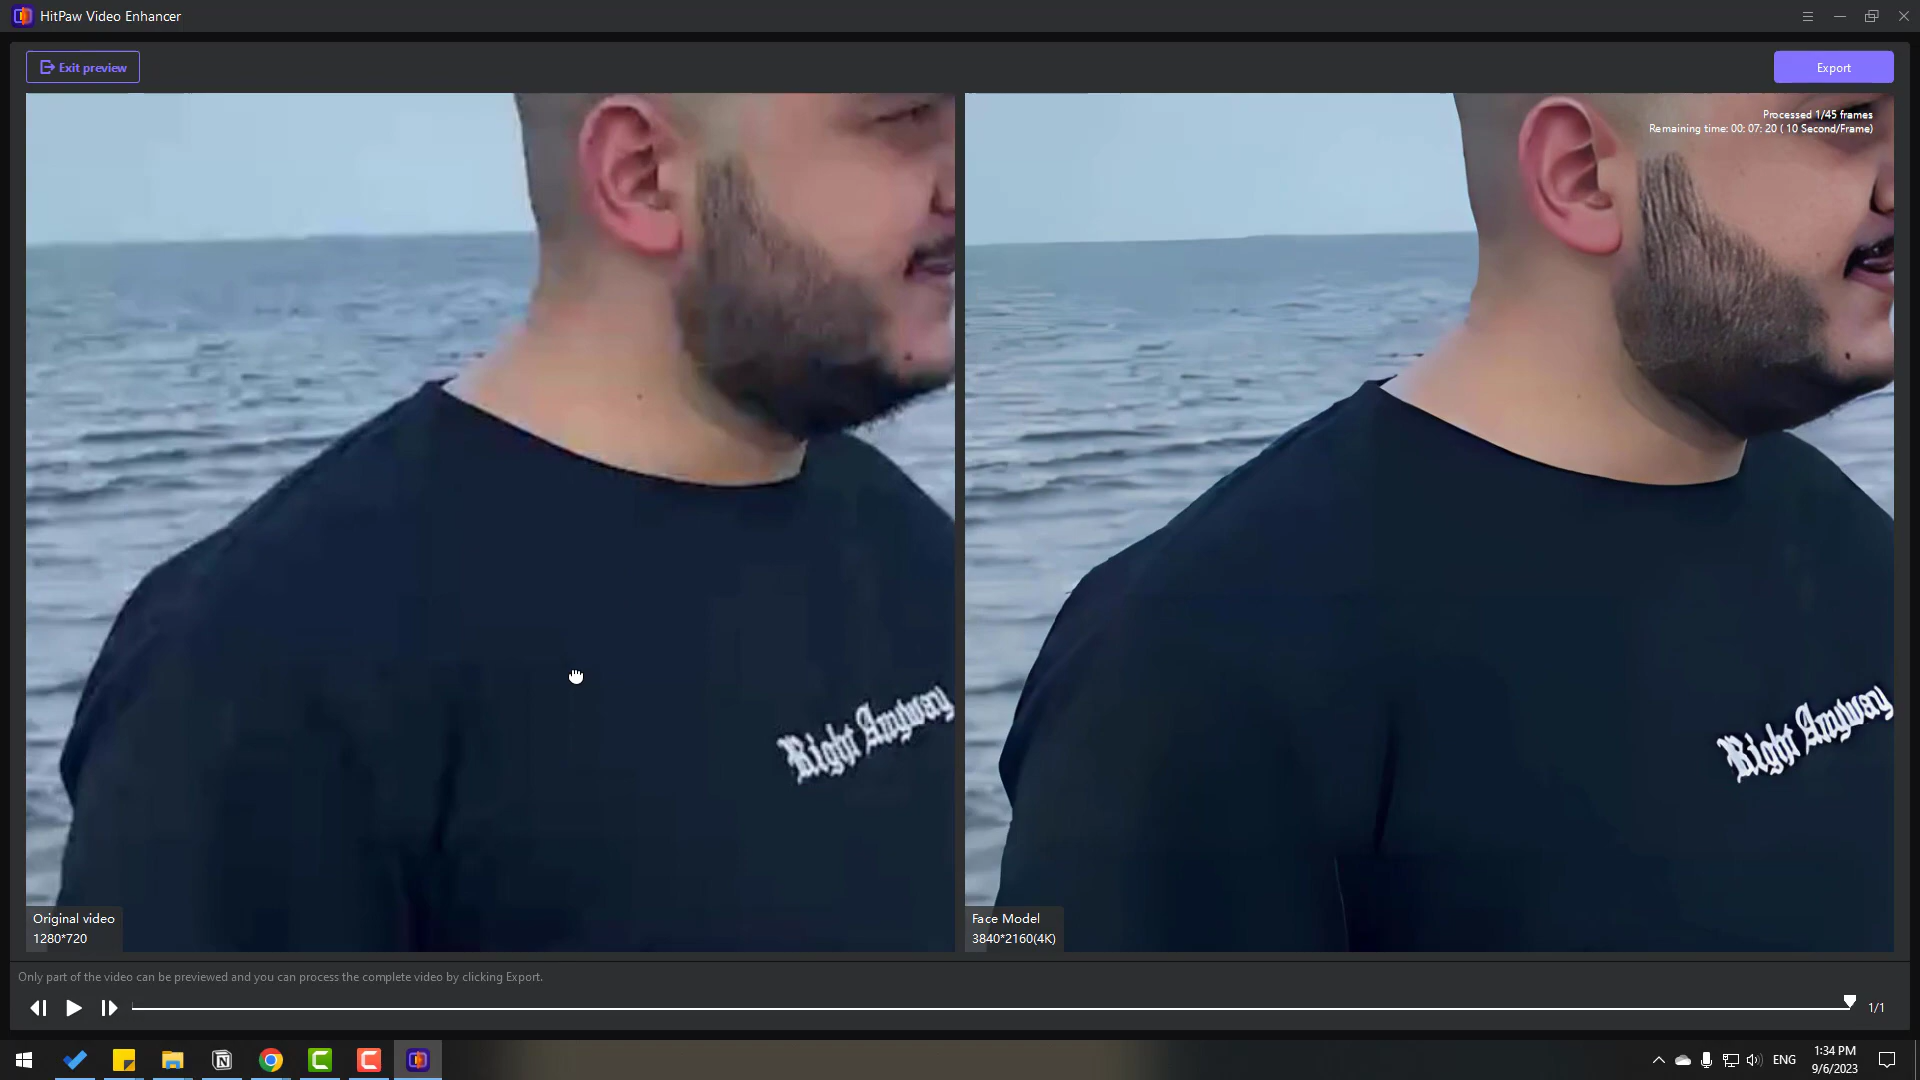 HitPaw Video Enhancer
Exit preview
Export
Processed 1/45 frames
Remaining time: 00: 07: 20 ( 10 Second/Frame)
Right Anyway
Right Anyway
Original video
1280*720
Face Model
3840*2160(4K)
Only part of the video can be previewed and you can process the complete video by clicking Export.
1/1
ENG
1:34 PM
9/6/2023